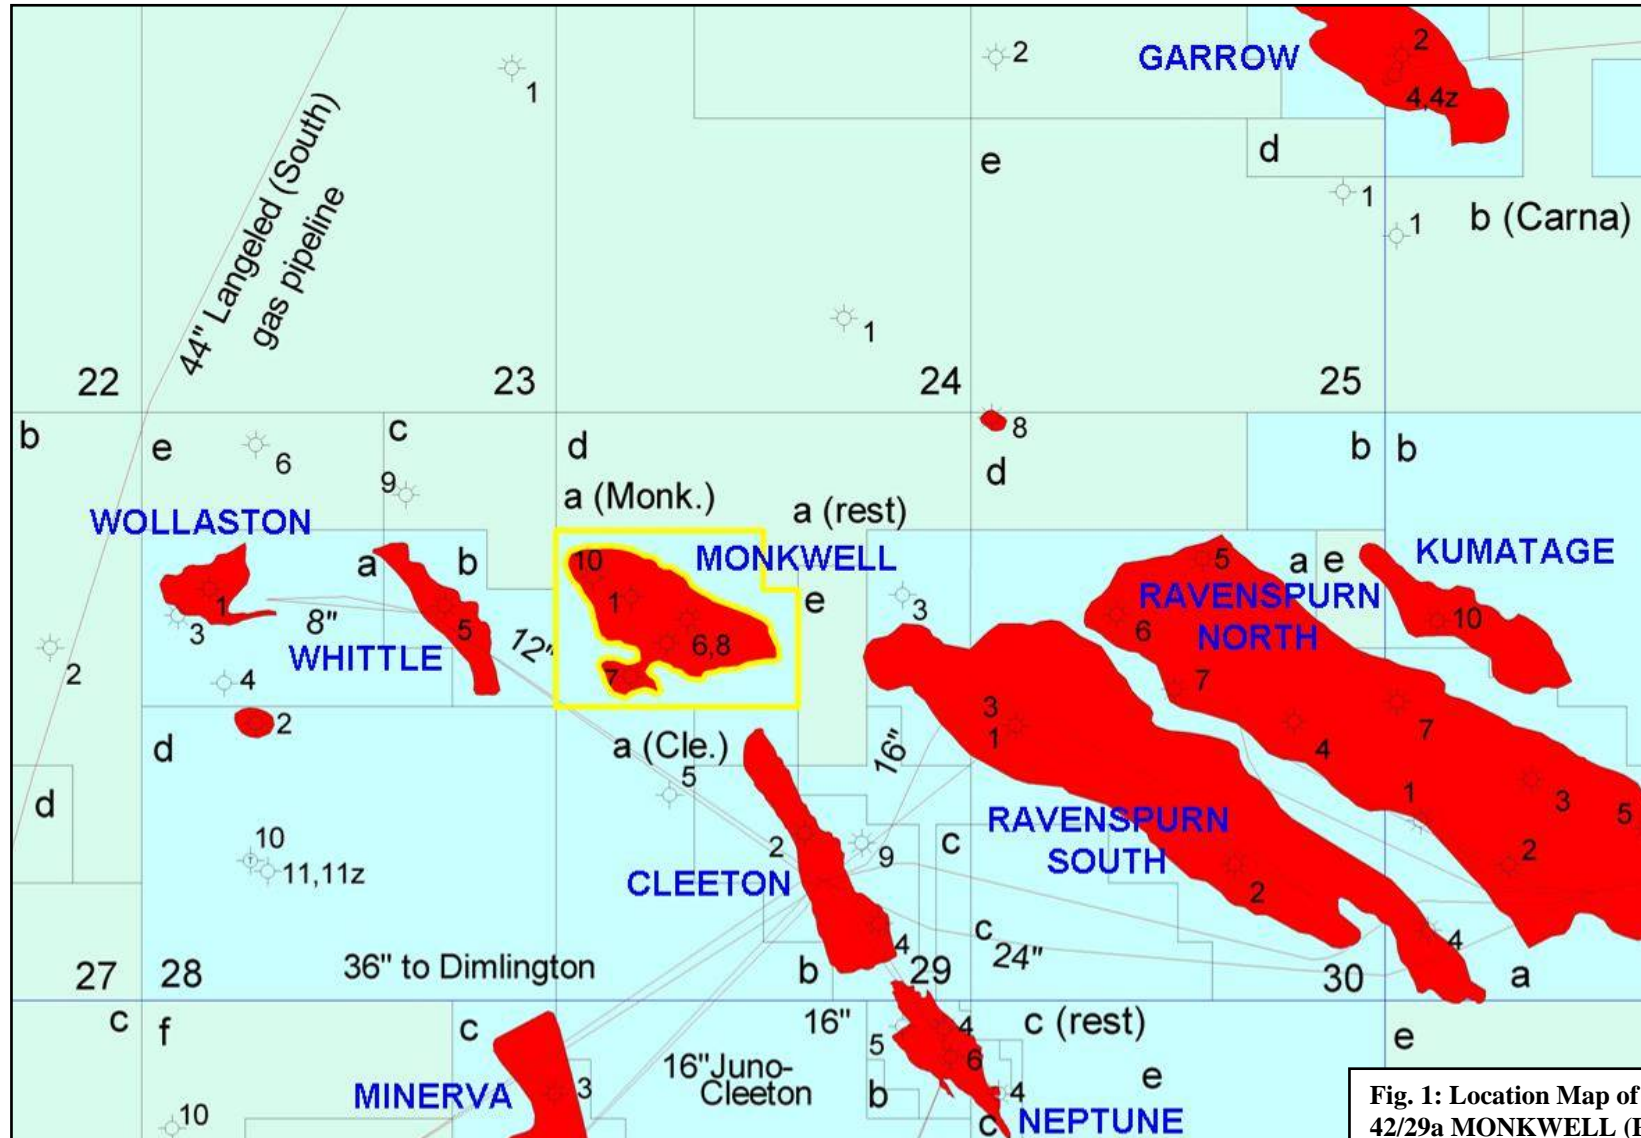 2
GARROW
2
1
4,4z
e
d
44" Langeled (South)
gas pipeline
1
1
b (Carna)
1
22
23
24
25
b
e
c
d
8
b
b
6
9
d
a (Monk.)
a (rest)
WOLLASTON
MONKWELL
KUMATAGE
a
b
10
5
a
e
1
3
8"
5
12"
1
e
3
RAVENSPURN
NORTH
10
6
WHITTLE
6,8
2
4
7
7
2
3
1
4
7
d
a (Cle.)
16"
5
d
1
3
5
RAVENSPURN
SOUTH
10
2
9
c
2
11,11z
CLEETON
2
4
c
24"
4
27
28
36" to Dimlington
b
29
30
a
c
f
c
16"
4
c (rest)
e
5
6
16"Juno-
Cleeton
e
MINERVA
3
b
4
10
c
NEPTUNE
Fig. 1: Location Map of
42/29a MONKWELL (